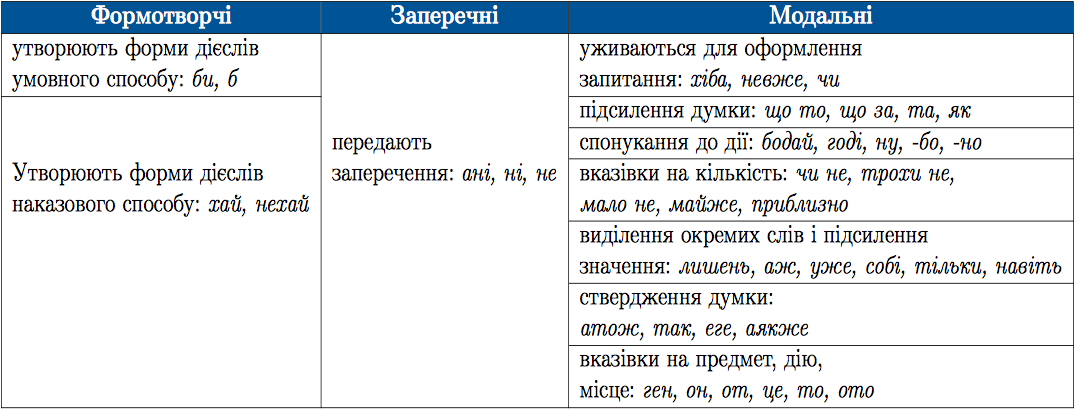 Формотворчі
Заперечні
Модальні
утворюють форми дієслів
умовного способу: би, б
Утворюють форми дієслів
наказового способу: хай, нехай
передають
заперечення: ані, ні, не
уживаються для оформлення
запитання: хіба, невже, чи
підсилення думки: що то, що за, та, як
спонукання до дії: бодай, годі, ну, -бо, -но
вказівки на кількість: чи не, трохи не,
мало не, майже, приблизно
виділення окремих слів і підсилення
значення: лишень, аж, уже, собі, тільки, навіть
ствердження думки:
атож, так, еге, аякже
вказівки на предмет, дію,
місце: ген, он, от, це, то, ото